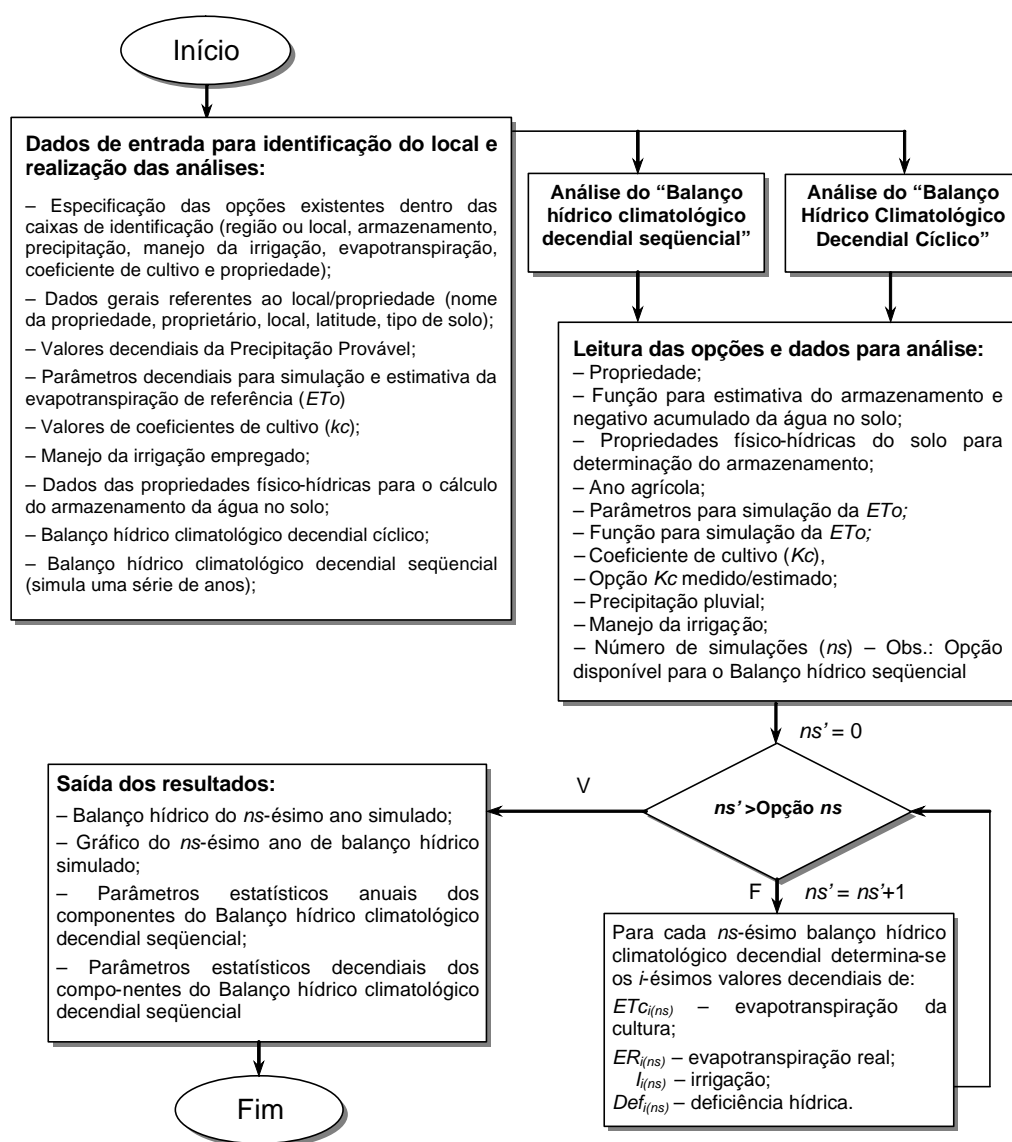 Início
Dados de entrada para identificação do local e
realização das análises:
– Especificação das opções existentes dentro das
caixas de identificação (região ou local, armazenamento,
precipitação, manejo da irrigação, evapotranspiração,
coeficiente de cultivo e propriedade);
– Dados gerais referentes ao local/propriedade (nome
da propriedade, proprietário, local, latitude, tipo de solo);
– Valores decendiais da Precipitação Provável;
– Parâmetros decendiais para simulação e estimativa da
evapotranspiração de referência (ETo)
– Valores de coeficientes de cultivo (kc);
– Manejo da irrigação empregado;
– Dados das propriedades físico-hídricas para o cálculo
do armazenamento da água no solo;
– Balanço hídrico climatológico decendial cíclico;
– Balanço hídrico climatológico decendial seqüencial
(simula uma série de anos);
Análise do “Balanço
hídrico climatológico
decendial seqüencial”
Análise do “Balanço
Hídrico Climatológico
Decendial Cíclico”
Leitura das opções e dados para análise:
– Propriedade;
– Função para estimativa do armazenamento e
negativo acumulado da água no solo;
– Propriedades físico-hídricas do solo para
determinação do armazenamento;
– Ano agrícola;
– Parâmetros para simulação da ETo;
– Função para simulação da ETo;
– Coeficiente de cultivo (Kc),
– Opção Kc medido/estimado;
– Precipitação pluvial;
– Manejo da irrigação;
– Número de simulações (ns) – Obs.: Opção
disponível para o Balanço hídrico seqüencial
ns’ = 0
ns’ >Opção ns
V
F
ns’ = ns’+1
Para cada ns-ésimo balanço hídrico
climatológico decendial determina-se
os i-ésimos valores decendiais de:
ETci(ns) – evapotranspiração da
cultura;
ERi(ns) – evapotranspiração real;
Ii(ns) – irrigação;
Defi(ns) – deficiência hídrica.
Saída dos resultados:
– Balanço hídrico do ns-ésimo ano simulado;
– Gráfico do ns-ésimo ano de balanço hídrico
simulado;
– Parâmetros estatísticos anuais dos
componentes do Balanço hídrico climatológico
decendial seqüencial;
– Parâmetros estatísticos decendiais dos
compo-nentes do Balanço hídrico climatológico
decendial seqüencial
Fim